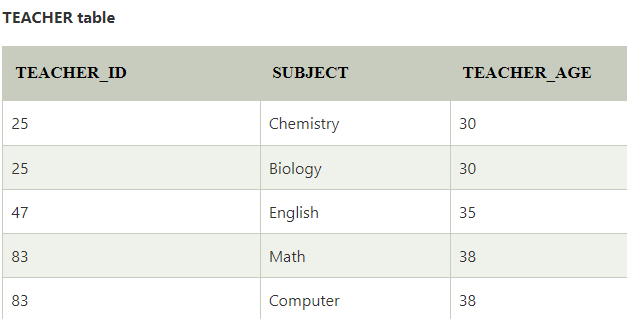 TEACHER table
TEACHER_ID SUBJECT TEACHER_AGE
25 Chemistry 30
25 Biology 30
47 English 35
83 Math 38
83 Computer 38